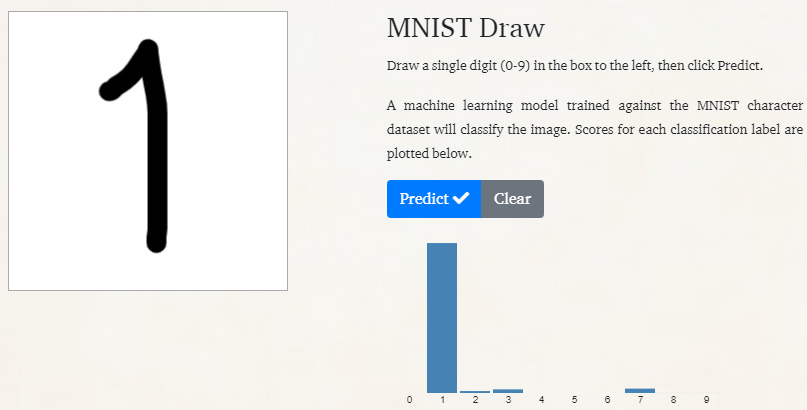 1
MNIST Draw
Draw a single digit (0-9) in the box to the left, then click Predict.
A machine learning model trained against the MNIST character
dataset will classify the image. Scores for each classification label are
plotted below.
Predict Clear
0 1 2 3 4 5 6 7 8 9